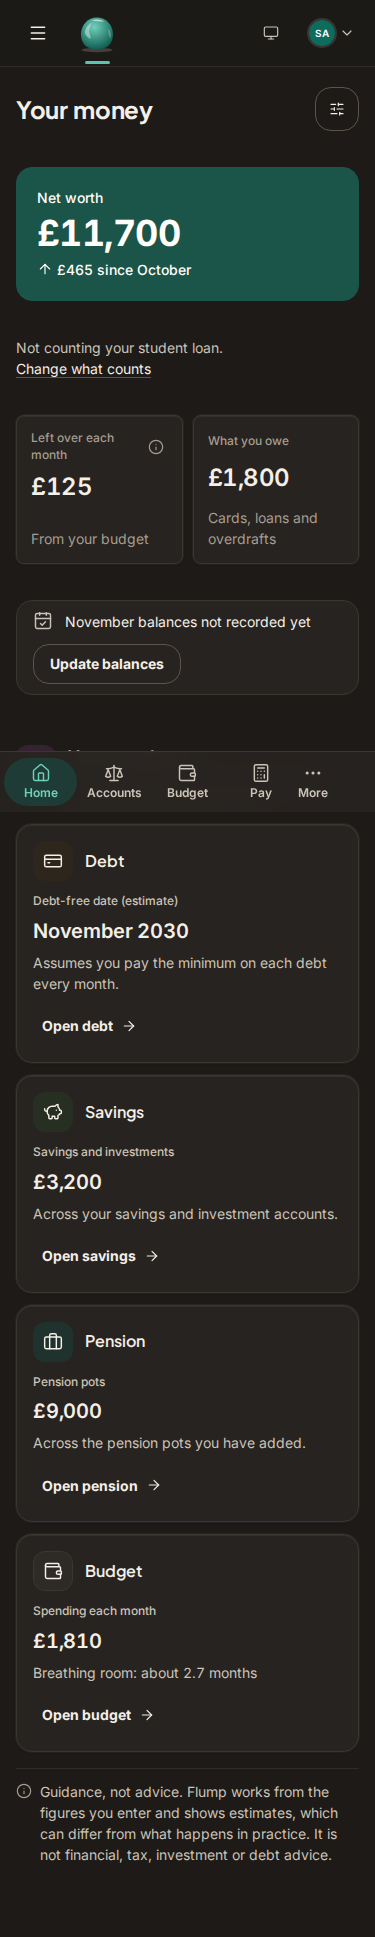 SA
Your money
Net worth
£11,700
£465 since October
Not counting your student loan.
Change what counts
Left over each
month
£125
From your budget
What you owe
£1,800
Cards, loans and
overdrafts
November balances not recorded yet
Update balances
Home
Accounts
Budget
Pay
More
Debt
Debt-free date (estimate)
November 2030
Assumes you pay the minimum on each debt
every month.
Open debt
Savings
Savings and investments
£3,200
Across your savings and investment accounts.
Open savings
Pension
Pension pots
£9,000
Across the pension pots you have added.
Open pension
Budget
Spending each month
£1,810
Breathing room: about 2.7 months
Open budget
Guidance, not advice. Flump works from the
figures you enter and shows estimates, which
can differ from what happens in practice. It is
not financial, tax, investment or debt advice.